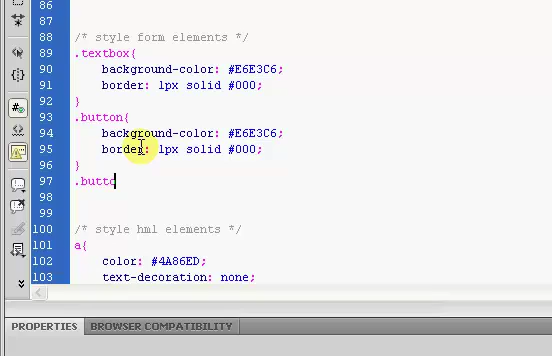 86
87
88 /* style form elements */
89 .textbox{
90 background-color: #E6E3C6;
91 border: 1px solid #000;
92 }
93 .button{
94 background-color: #E6E3C6;
95 border: 1px solid #000;
96 }
97 .butto
98
99
100 /* style hml elements */
101 a{
102 color: #4A86ED;
103 text-decoration: none;
PROPERTIES BROWSER COMPATIBILITY